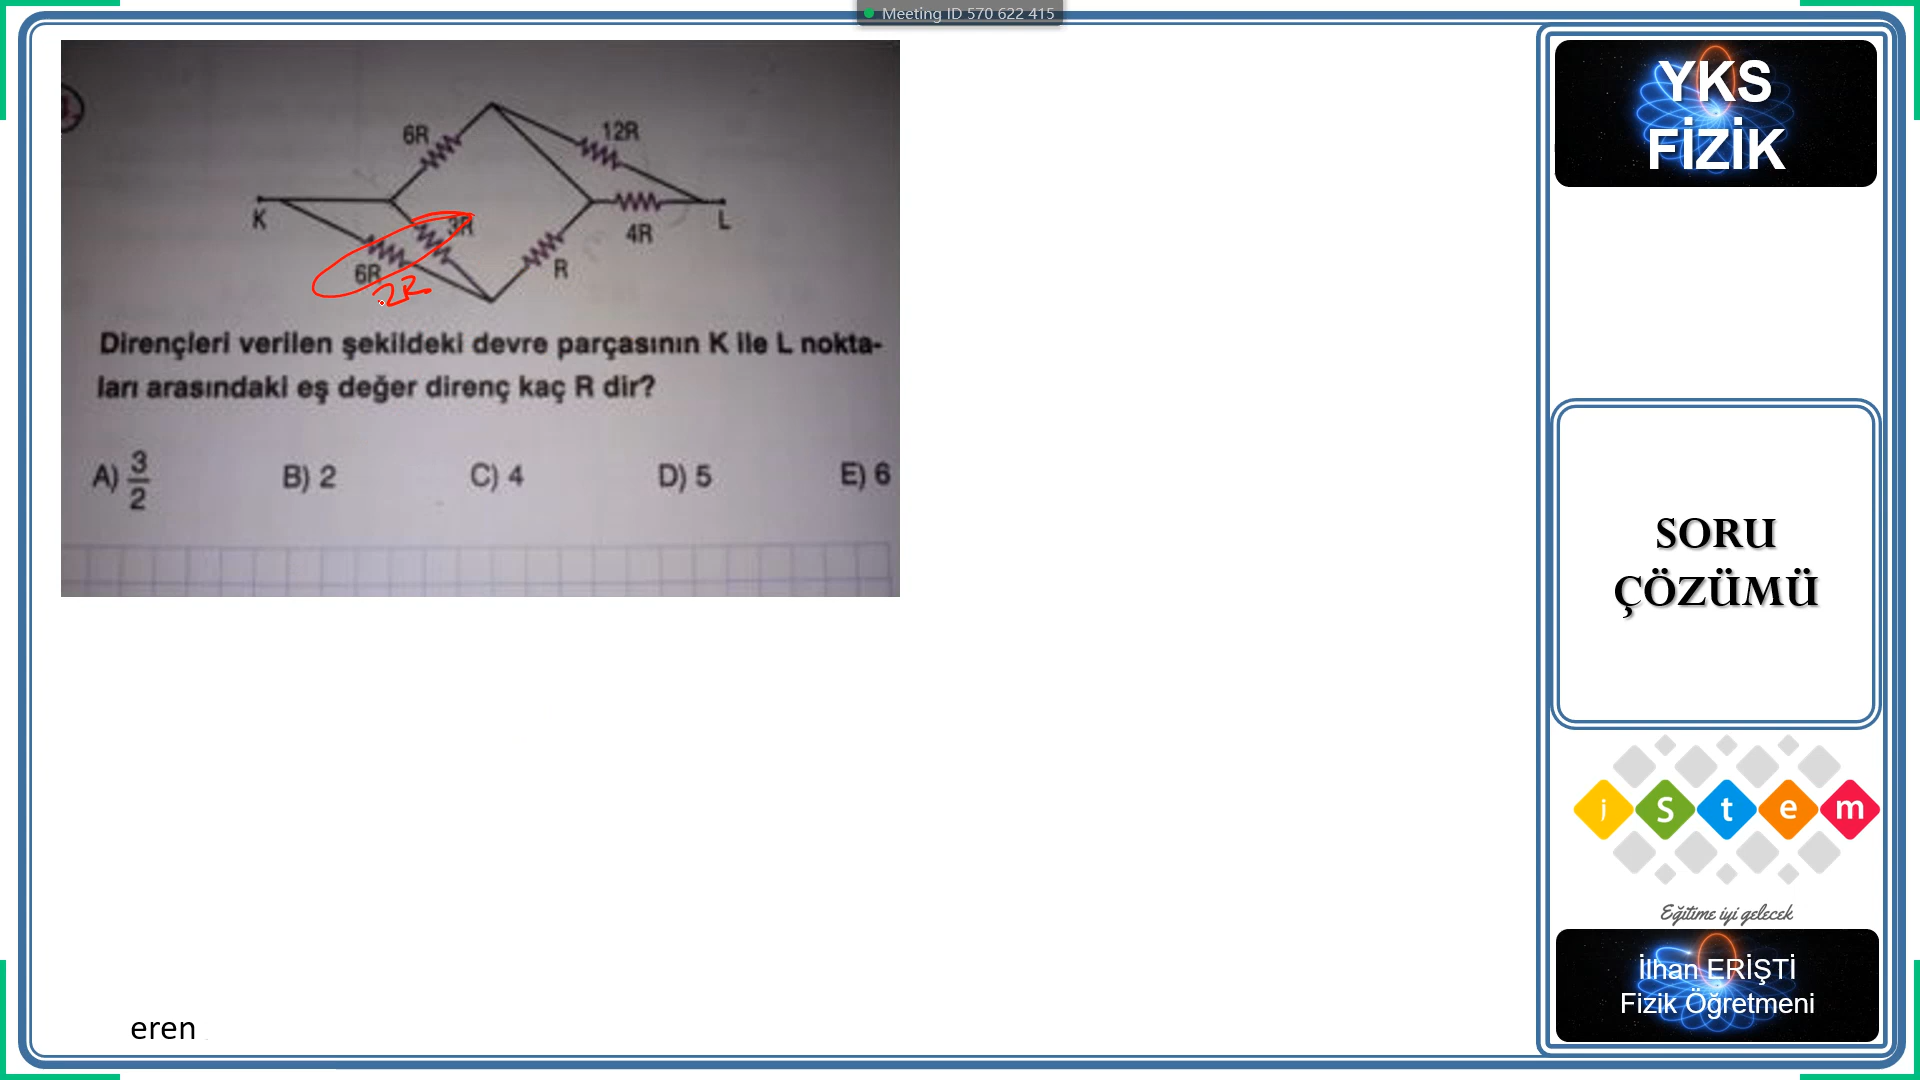 Meeting ID 570 622 415
6R
12R
K
3R
4R
L
6R
R
2R
Dirençleri verilen şekildeki devre parçasının K ile L nokta-
ları arasındaki eş değer direnç kaç R dir?
A) 3/2 B) 2 C) 4 D) 5 E) 6
YKS
FİZİK
SORU
ÇÖZÜMÜ
i S t e m
Eğitime iyi gelecek
İlhan ERİŞTİ
Fizik Öğretmeni
eren